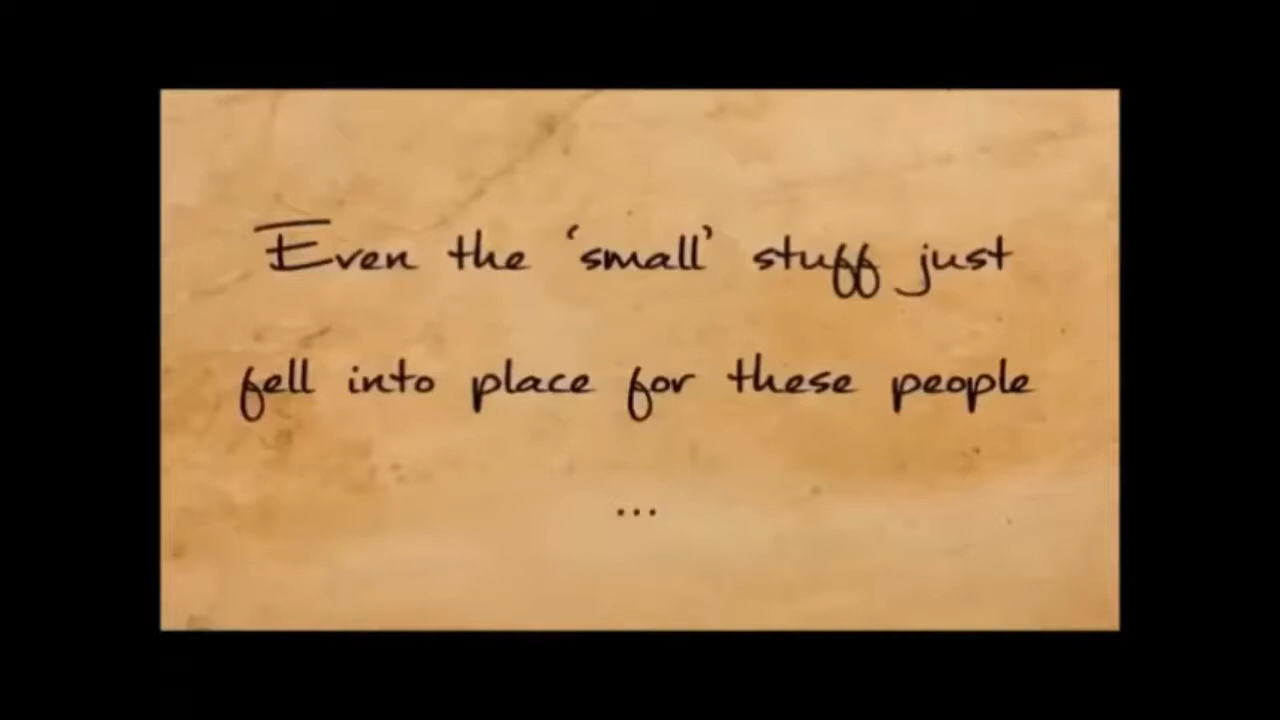 Even the ‘small’ stuff just
fell into place for these people
...